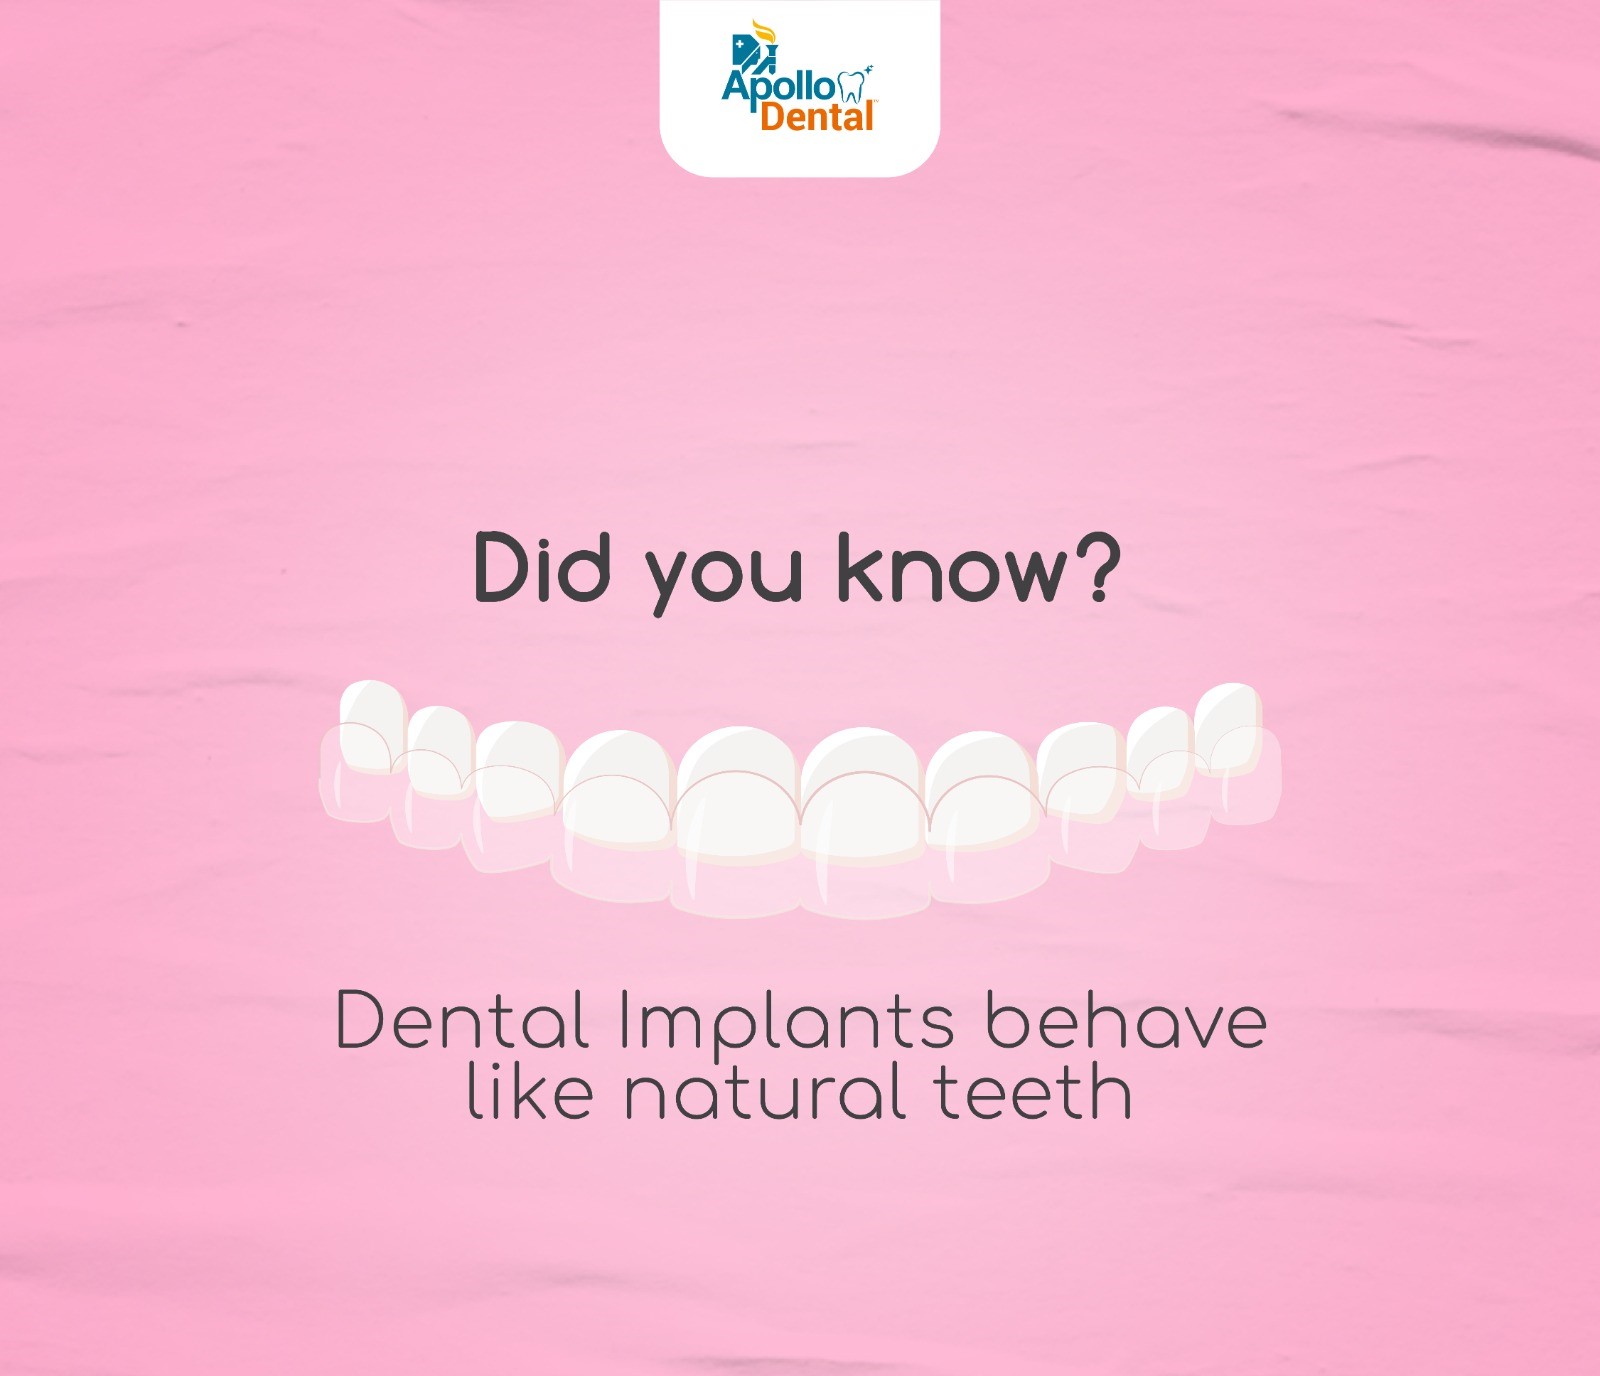 Apollo
Dental
Did you know?
Dental Implants behave
like natural teeth